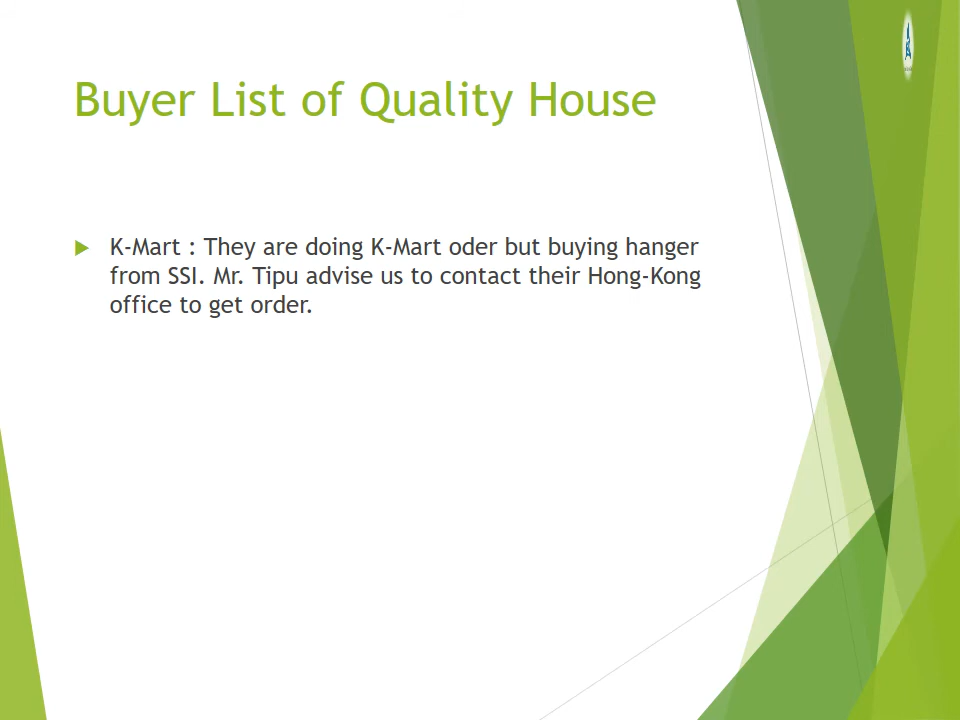 Buyer List of Quality House
K-Mart : They are doing K-Mart oder but buying hanger
from SSI. Mr. Tipu advise us to contact their Hong-Kong
office to get order.